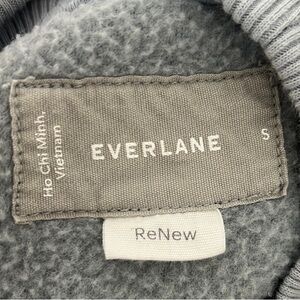 Ho Chi Minh,
Vietnam
EVERLANE
S
ReNew